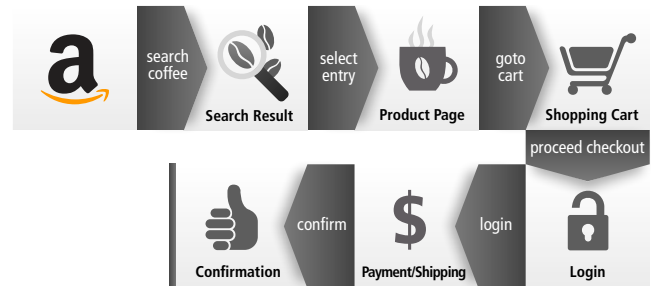 a
search
coffee
Search Result
select
entry
Product Page
goto
cart
Shopping Cart
proceed checkout
Login
login
$
Payment/Shipping
confirm
Confirmation